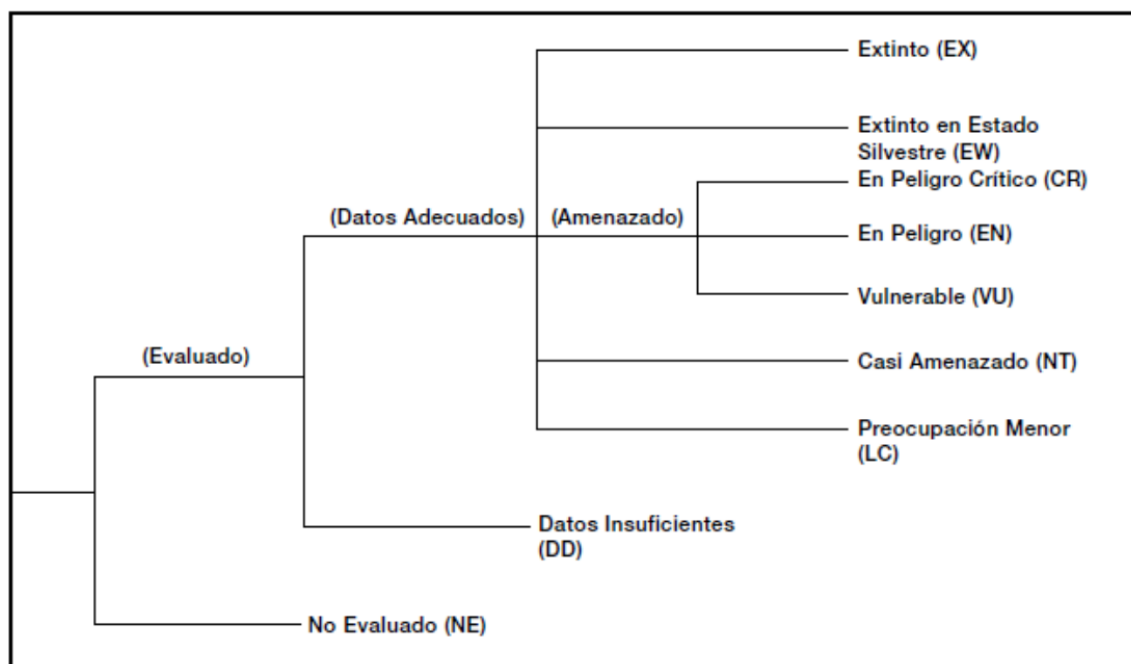 Extinto (EX)
Extinto en Estado
Silvestre (EW)
En Peligro Crítico (CR)
(Datos Adecuados)
(Amenazado)
En Peligro (EN)
Vulnerable (VU)
(Evaluado)
Casi Amenazado (NT)
Preocupación Menor
(LC)
Datos Insuficientes
(DD)
No Evaluado (NE)